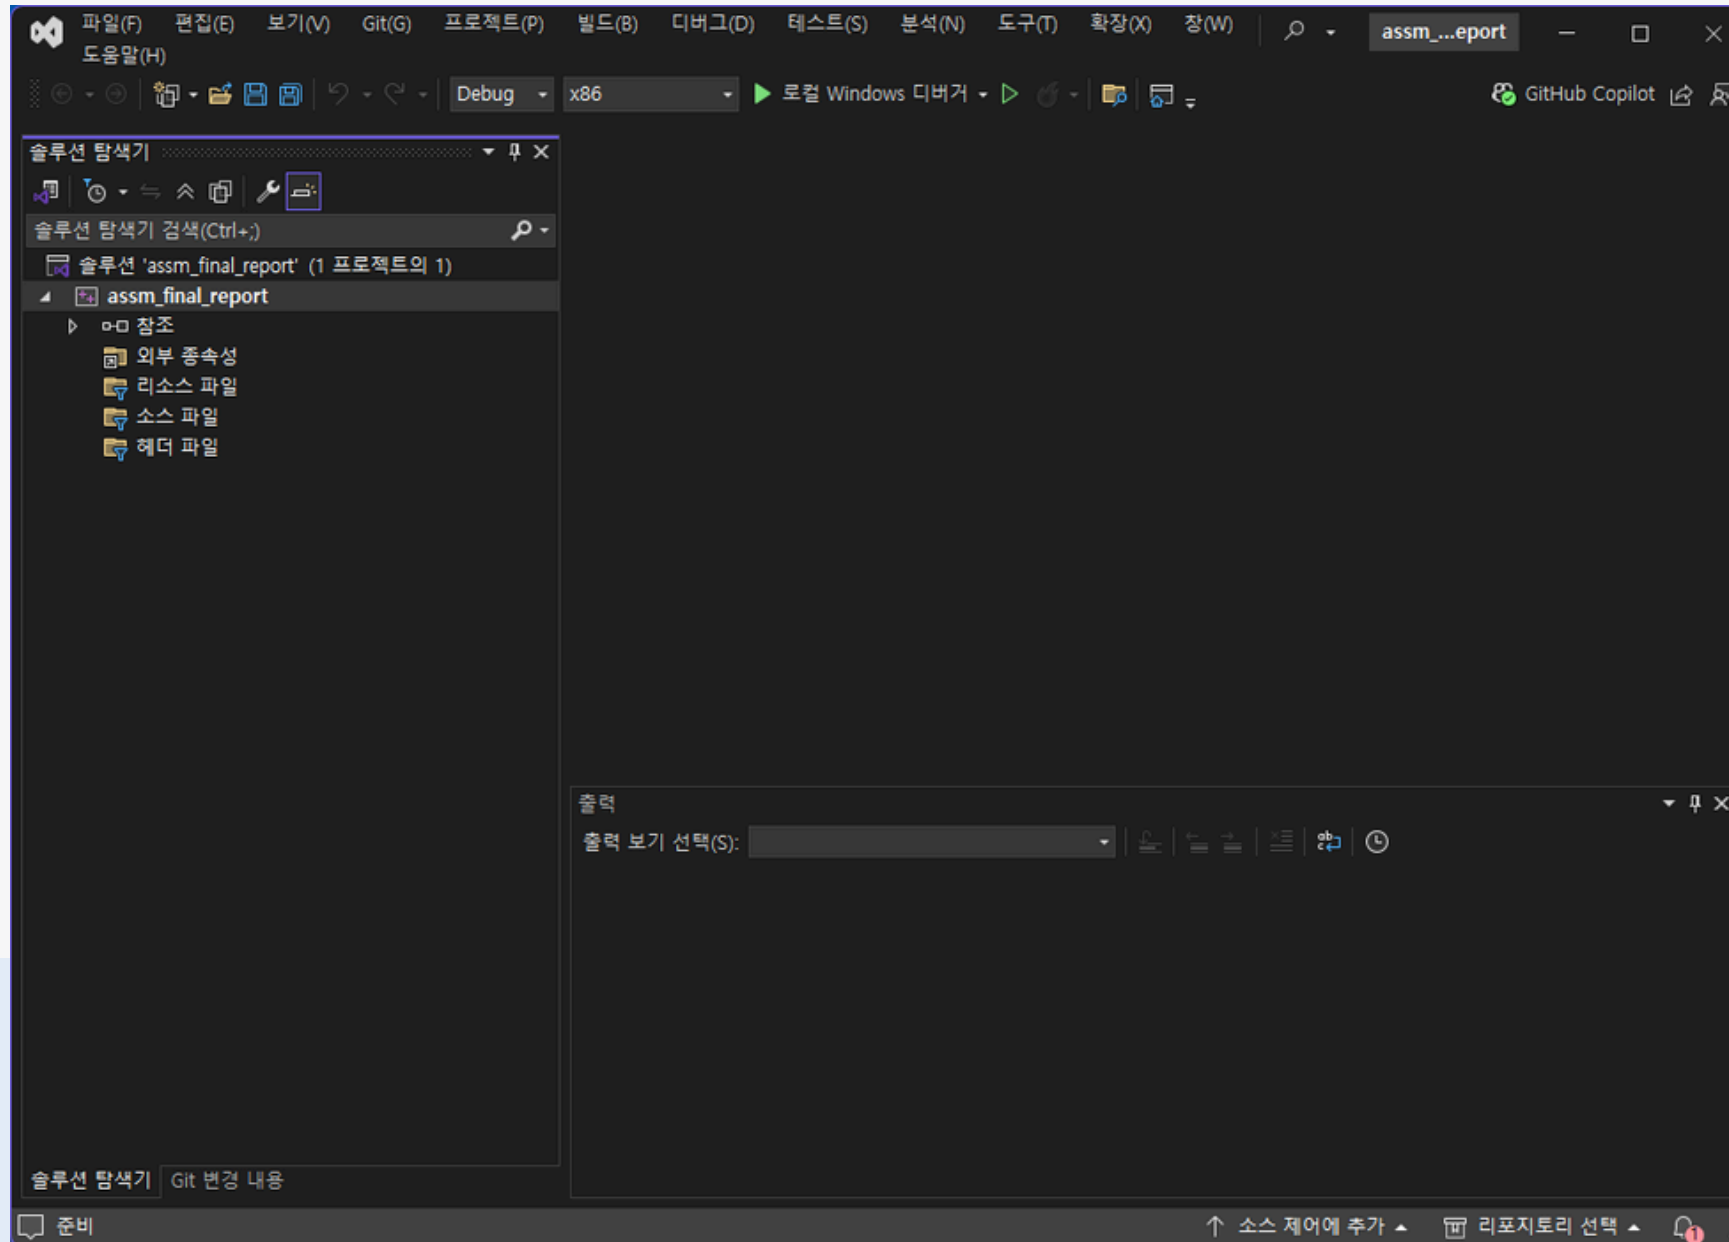 파일(F) 편집(E) 보기(V) Git(G) 프로젝트(P) 빌드(B) 디버그(D) 테스트(S) 분석(N) 도구(T) 확장(X) 창(W) assm_...eport
도움말(H)
Debug x86 로컬 Windows 디버거 GitHub Copilot
솔루션 탐색기
솔루션 탐색기 검색(Ctrl+;)
솔루션 'assm_final_report' (1 프로젝트의 1)
assm_final_report
참조
외부 종속성
리소스 파일
소스 파일
헤더 파일
출력
출력 보기 선택(S):
솔루션 탐색기 Git 변경 내용
준비 소스 제어에 추가 리포지토리 선택 1